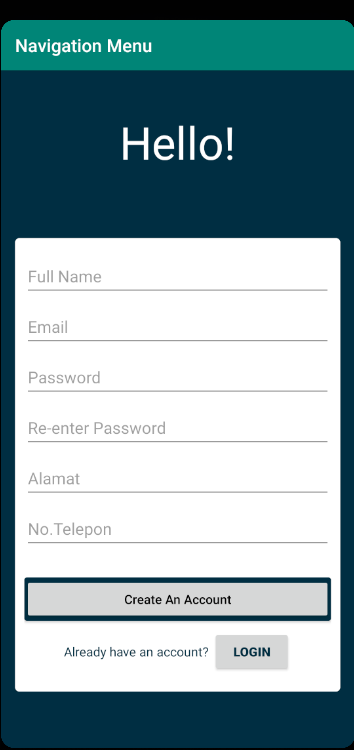 Navigation Menu
Hello!
Full Name
Email
Password
Re-enter Password
Alamat
No.Telepon
Create An Account
Already have an account? LOGIN